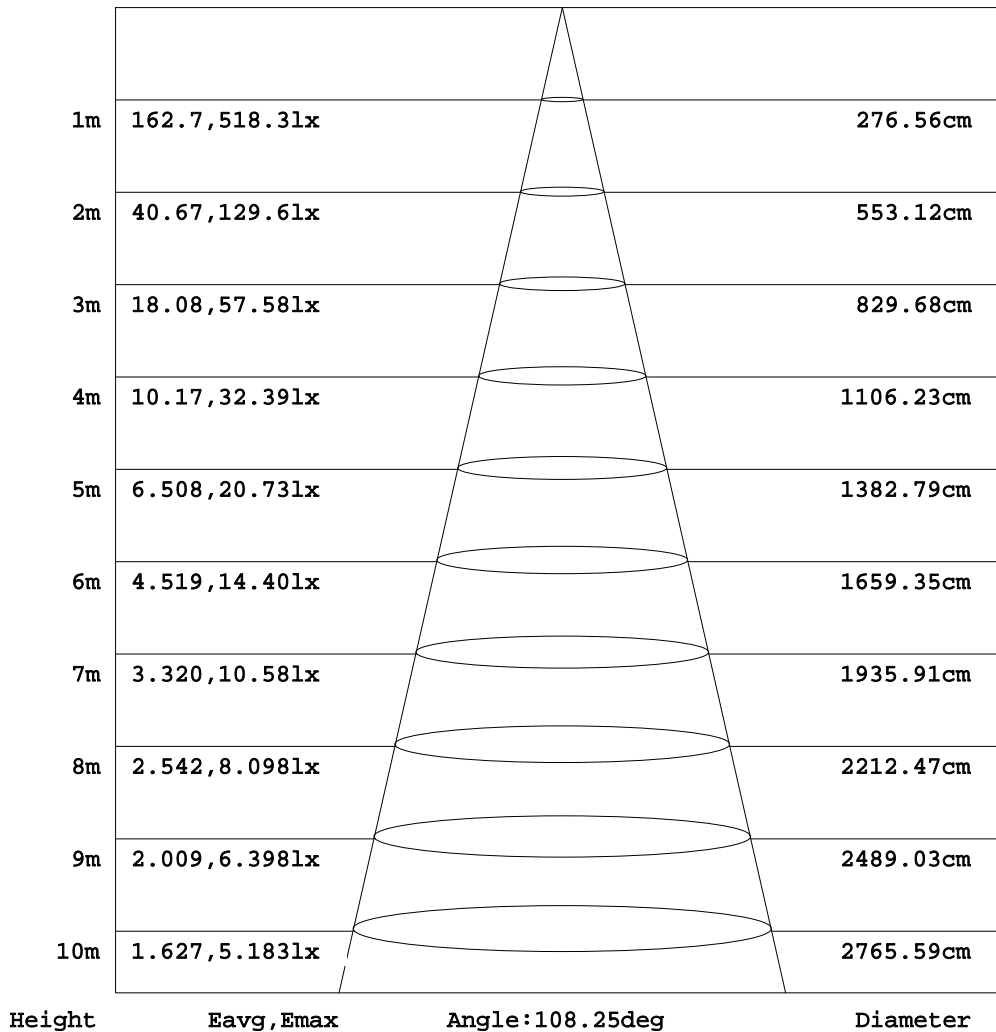 1m 162.7,518.3lx 276.56cm
2m 40.67,129.6lx 553.12cm
3m 18.08,57.58lx 829.68cm
4m 10.17,32.39lx 1106.23cm
5m 6.508,20.73lx 1382.79cm
6m 4.519,14.40lx 1659.35cm
7m 3.320,10.58lx 1935.91cm
8m 2.542,8.098lx 2212.47cm
9m 2.009,6.398lx 2489.03cm
10m 1.627,5.183lx 2765.59cm
Height Eavg,Emax Angle:108.25deg Diameter